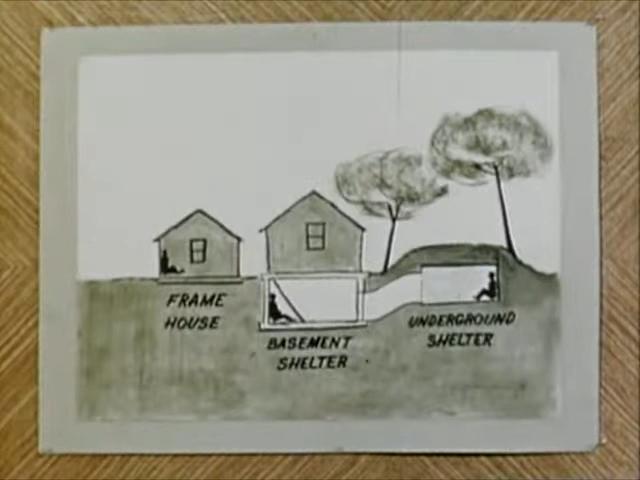 FRAME
HOUSE
BASEMENT
SHELTER
UNDERGROUND
SHELTER